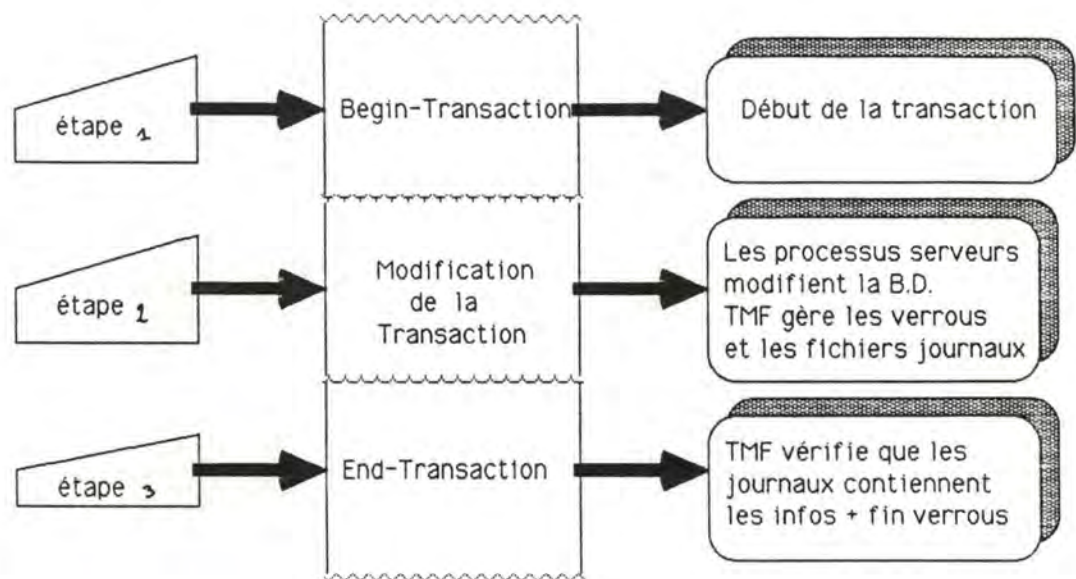 étape 1
Begin-Transaction
Début de la transaction
étape 2
Modification
de la
Transaction
Les processus serveurs
modifient la B.D.
TMF gère les verrous
et les fichiers journaux
étape 3
End-Transaction
TMF vérifie que les
journaux contiennent
les infos + fin verrous